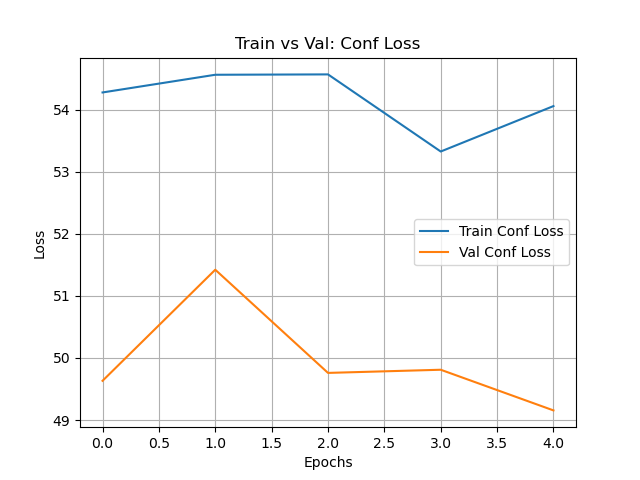 Train vs Val: Conf Loss
54
53
52
51
50
49
Loss
Train Conf Loss
Val Conf Loss
0.0 0.5 1.0 1.5 2.0 2.5 3.0 3.5 4.0
Epochs